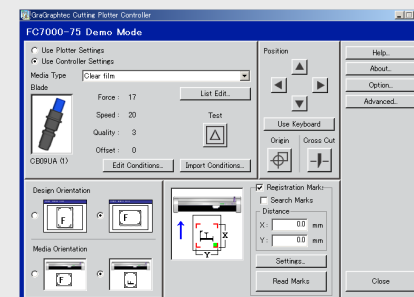 GraGraphtec Cutting Plotter Controller
FC7000-75 Demo Mode
Use Plotter Settings
Use Controller Settings
Media Type Clear film
Blade
Force : 17
Speed : 20
Quality : 3
Offset : 0
CB09UA (1)
List Edit..
Test
Edit Conditions..
Import Conditions..
Position
Use Keyboard
Origin Cross Cut
Help..
About..
Option..
Advanced..
Design Orientation
F F
Media Orientation
F F
X
Y
Registration Mark:
Search Marks
Distance
X : 0.0 mm
Y : 0.0 mm
Settings..
Read Marks
Close